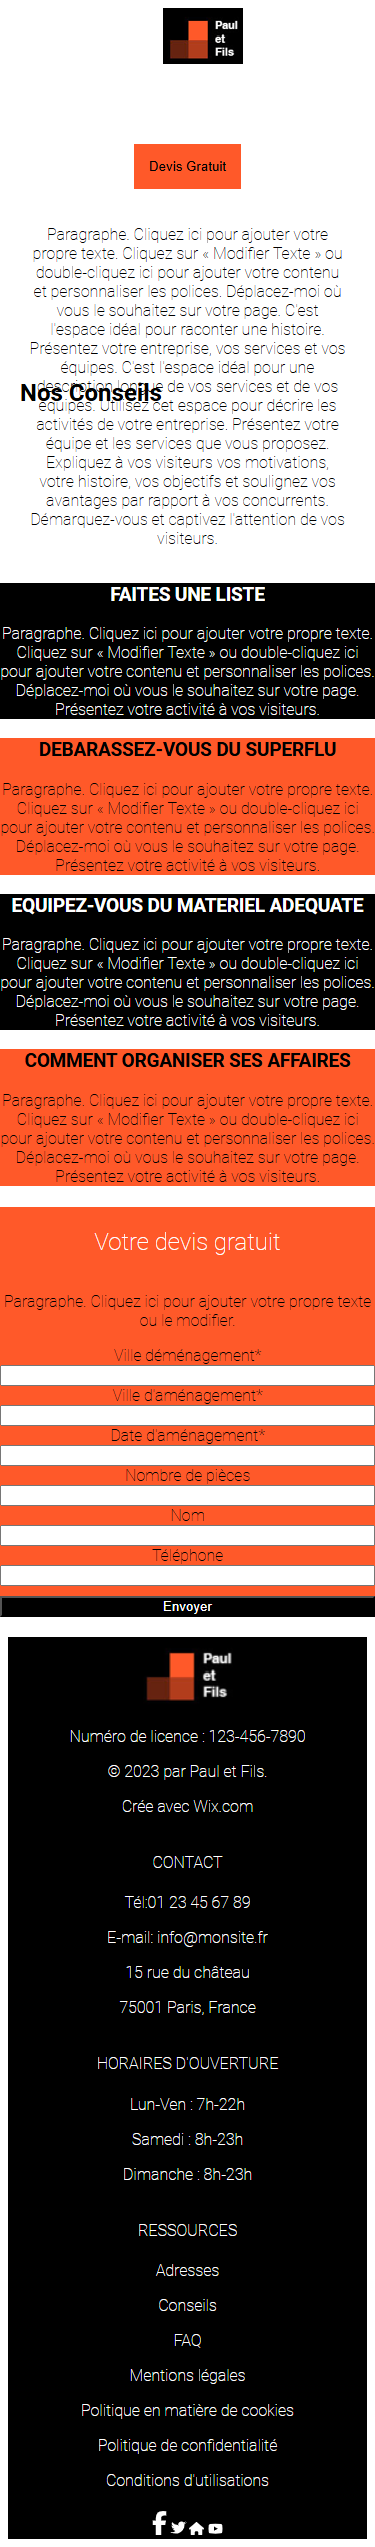 Paul
et
Fils
Devis Gratuit
Paragraphe. Cliquez ici pour ajouter votre
propre texte. Cliquez sur « Modifier Texte » ou
double-cliquez ici pour ajouter votre contenu
et personnaliser les polices. Déplacez-moi où
vous le souhaitez sur votre page. C'est
l'espace idéal pour raconter une histoire.
Présentez votre entreprise, vos services et vos
équipes. C'est l'espace idéal pour une
description longue de vos services et de vos
Nos Conseils
équipes. Utilisez cet espace pour décrire les
activités de votre entreprise. Présentez votre
équipe et les services que vous proposez.
Expliquez à vos visiteurs vos motivations,
votre histoire, vos objectifs et soulignez vos
avantages par rapport à vos concurrents.
Démarquez-vous et captivez l'attention de vos
visiteurs.
FAITES UNE LISTE
Paragraphe. Cliquez ici pour ajouter votre propre texte.
Cliquez sur « Modifier Texte » ou double-cliquez ici
pour ajouter votre contenu et personnaliser les polices.
Déplacez-moi où vous le souhaitez sur votre page.
Présentez votre activité à vos visiteurs.
DEBARASSEZ-VOUS DU SUPERFLU
Paragraphe. Cliquez ici pour ajouter votre propre texte.
Cliquez sur « Modifier Texte » ou double-cliquez ici
pour ajouter votre contenu et personnaliser les polices.
Déplacez-moi où vous le souhaitez sur votre page.
Présentez votre activité à vos visiteurs.
EQUIPEZ-VOUS DU MATERIEL ADEQUATE
Paragraphe. Cliquez ici pour ajouter votre propre texte.
Cliquez sur « Modifier Texte » ou double-cliquez ici
pour ajouter votre contenu et personnaliser les polices.
Déplacez-moi où vous le souhaitez sur votre page.
Présentez votre activité à vos visiteurs.
COMMENT ORGANISER SES AFFAIRES
Paragraphe. Cliquez ici pour ajouter votre propre texte.
Cliquez sur « Modifier Texte » ou double-cliquez ici
pour ajouter votre contenu et personnaliser les polices.
Déplacez-moi où vous le souhaitez sur votre page.
Présentez votre activité à vos visiteurs.
Votre devis gratuit
Paragraphe. Cliquez ici pour ajouter votre propre texte
ou le modifier.
Ville déménagement*
Ville d'aménagement*
Date d'aménagement*
Nombre de pièces
Nom
Téléphone
Envoyer
Paul
et
Fils
Numéro de licence : 123-456-7890
© 2023 par Paul et Fils.
Crée avec Wix.com
CONTACT
Tél:01 23 45 67 89
E-mail: info@monsite.fr
15 rue du château
75001 Paris, France
HORAIRES D'OUVERTURE
Lun-Ven : 7h-22h
Samedi : 8h-23h
Dimanche : 8h-23h
RESSOURCES
Adresses
Conseils
FAQ
Mentions légales
Politique en matière de cookies
Politique de confidentialité
Conditions d'utilisations